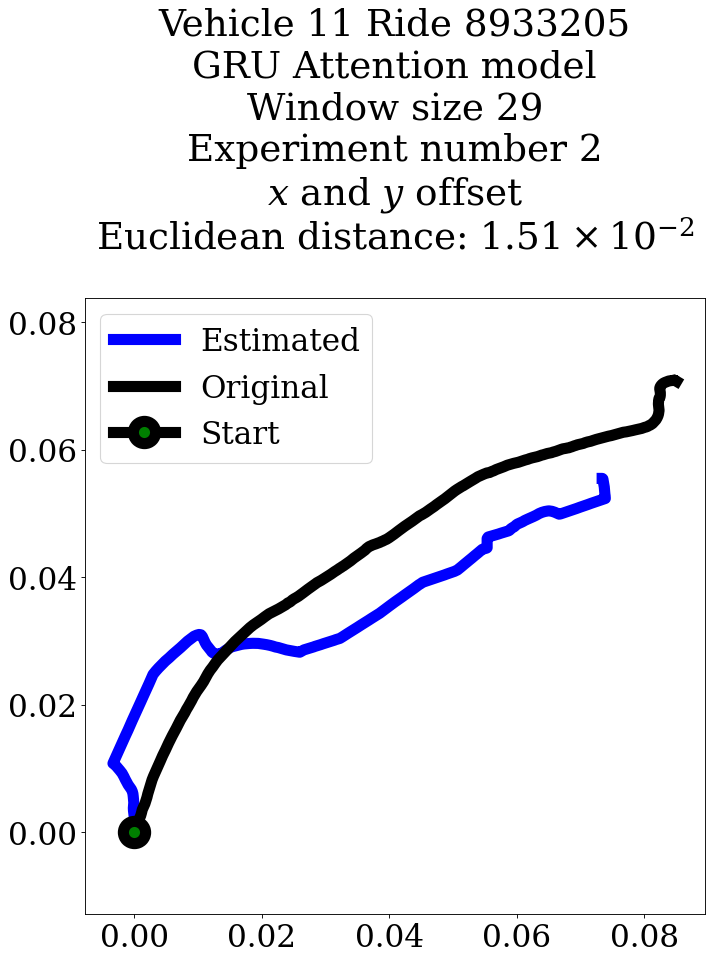 Vehicle 11 Ride 8933205
GRU Attention model
Window size 29
Experiment number 2
x and y offset
Euclidean distance: 1.51 × 10⁻²
Estimated
Original
Start
0.08
0.06
0.04
0.02
0.00
0.00 0.02 0.04 0.06 0.08